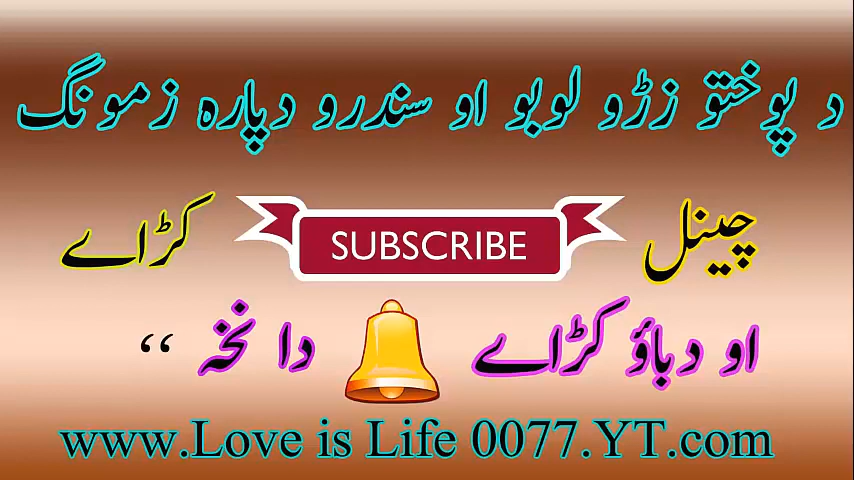 د پوختو زڑو لوبو او سندرو دپاره زمونگ
چینل SUBSCRIBE کڑاے
او دباؤ کڑاے دا نخہ ‘‘
www.Love is Life 0077.YT.com